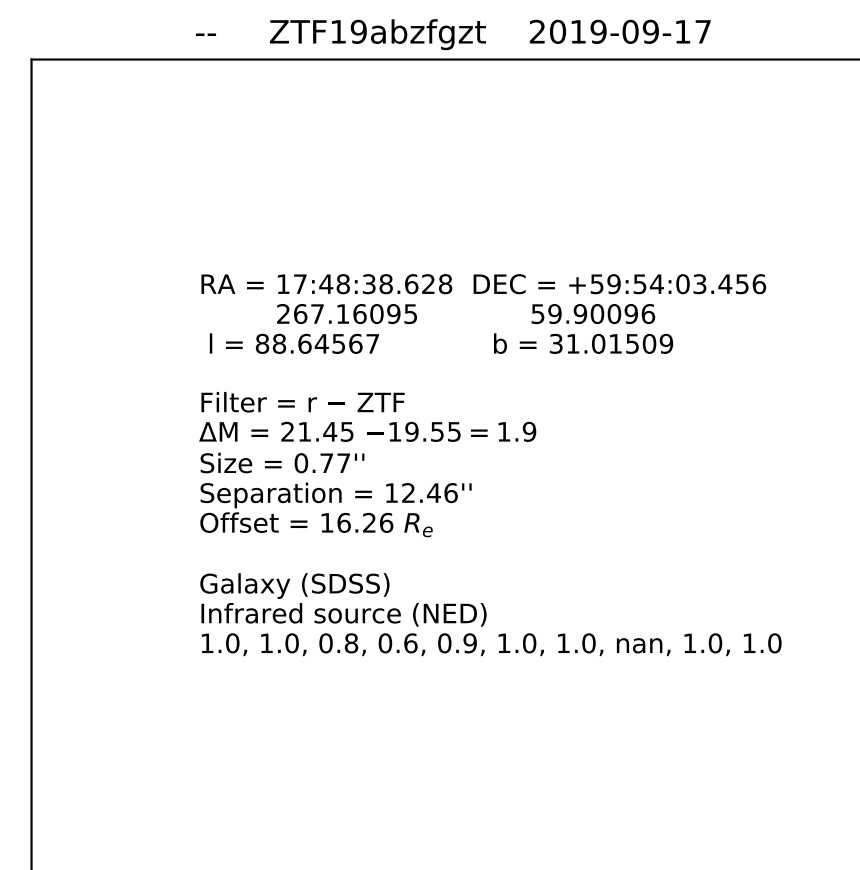 -- ZTF19abzfgzt 2019-09-17
RA = 17:48:38.628 DEC = +59:54:03.456
267.16095 59.90096
l = 88.64567 b = 31.01509
Filter = r − ZTF
ΔM = 21.45 −19.55 = 1.9
Size = 0.77''
Separation = 12.46''
Offset = 16.26 Rₑ
Galaxy (SDSS)
Infrared source (NED)
1.0, 1.0, 0.8, 0.6, 0.9, 1.0, 1.0, nan, 1.0, 1.0